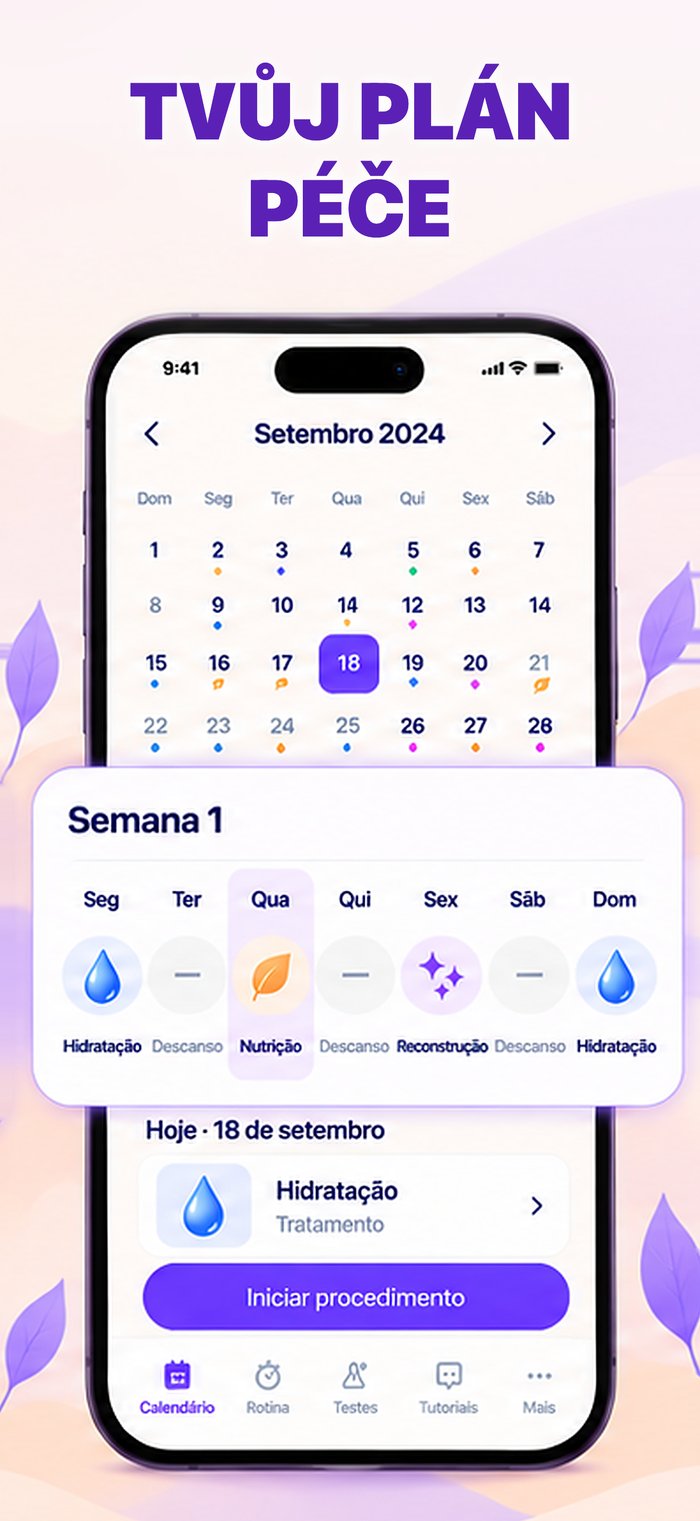 TVŮJ PLÁN
PÉČE
9:41
Setembro 2024
Dom Seg Ter Qua Qui Sex Sáb
1 2 3 4 5 6 7
8 9 10 14 12 13 14
15 16 17 18 19 20 21
22 23 24 25 26 27 28
Semana 1
Seg Ter Qua Qui Sex Sãb Dom
Hidratação Descanso Nutrição Descanso Reconstrução Descanso Hidratação
Hoje · 18 de setembro
Hidratação
Tratamento
Iniciar procedimento
Calendário Rotina Testes Tutoriais Mais